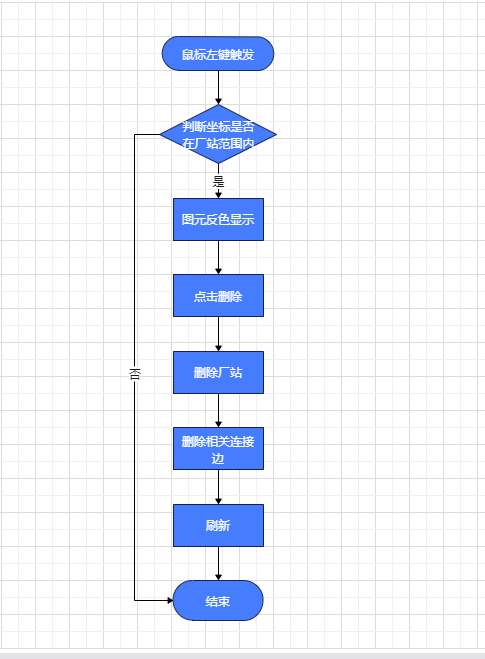 鼠标左键触发
判断坐标是否
在厂站范围内
是
图元反色显示
点击删除
否
删除厂站
删除相关连接
边
刷新
结束